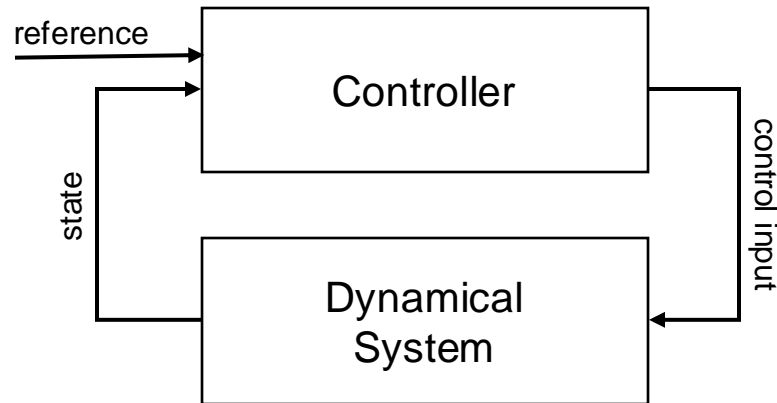 reference
Controller
state
control input
Dynamical
System